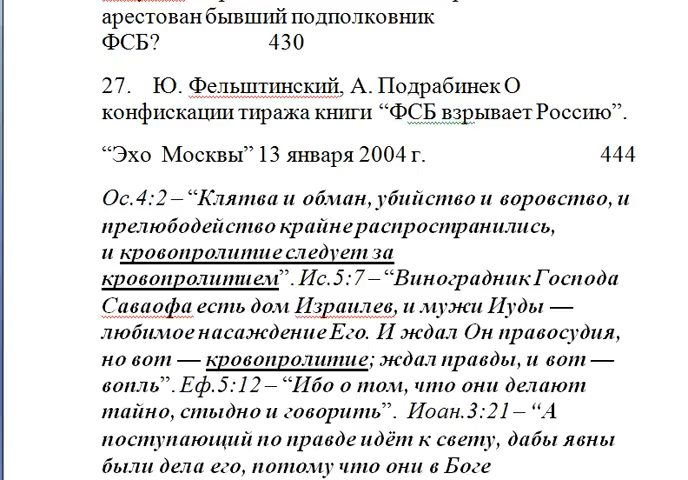 арестован бывший подполковник
ФСБ? 430
27. Ю. Фельштинский, А. Подрабинек О
конфискации тиража книги “ФСБ взрывает Россию”.
“Эхо Москвы” 13 января 2004 г. 444
Ос.4:2 – “Клятва и обман, убийство и воровство, и
прелюбодейство крайне распространились,
и кровопролитие следует за
кровопролитием”. Ис.5:7 – “Виноградник Господа
Саваофа есть дом Израилев, и мужи Иуды —
любимое насаждение Его. И ждал Он правосудия,
но вот — кровопролитие; ждал правды, и вот —
вопль”. Еф.5:12 – “Ибо о том, что они делают
тайно, стыдно и говорить”. Иоан.3:21 – “А
поступающий по правде идёт к свету, дабы явны
были дела его, потому что они в Боге